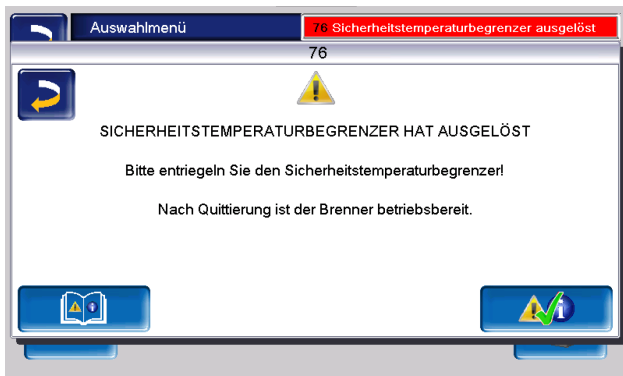 Auswahlmenü
76 Sicherheitstemperaturbegrenzer ausgelöst
76
SICHERHEITSTEMPERATURBEGRENZER HAT AUSGELÖST
Bitte entriegeln Sie den Sicherheitstemperaturbegrenzer!
Nach Quittierung ist der Brenner betriebsbereit.